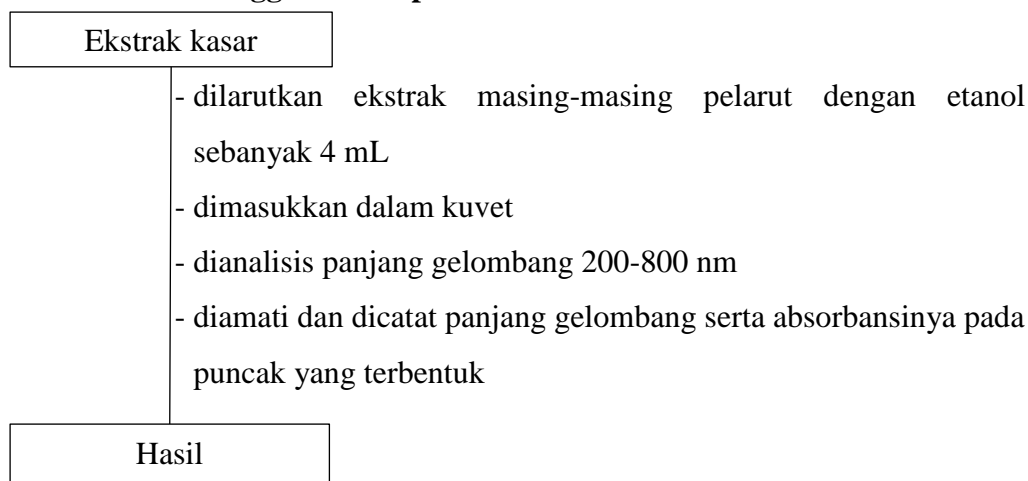 Ekstrak kasar
- dilarutkan ekstrak masing-masing pelarut dengan etanol
sebanyak 4 mL
- dimasukkan dalam kuvet
- dianalisis panjang gelombang 200-800 nm
- diamati dan dicatat panjang gelombang serta absorbansinya pada
puncak yang terbentuk
Hasil